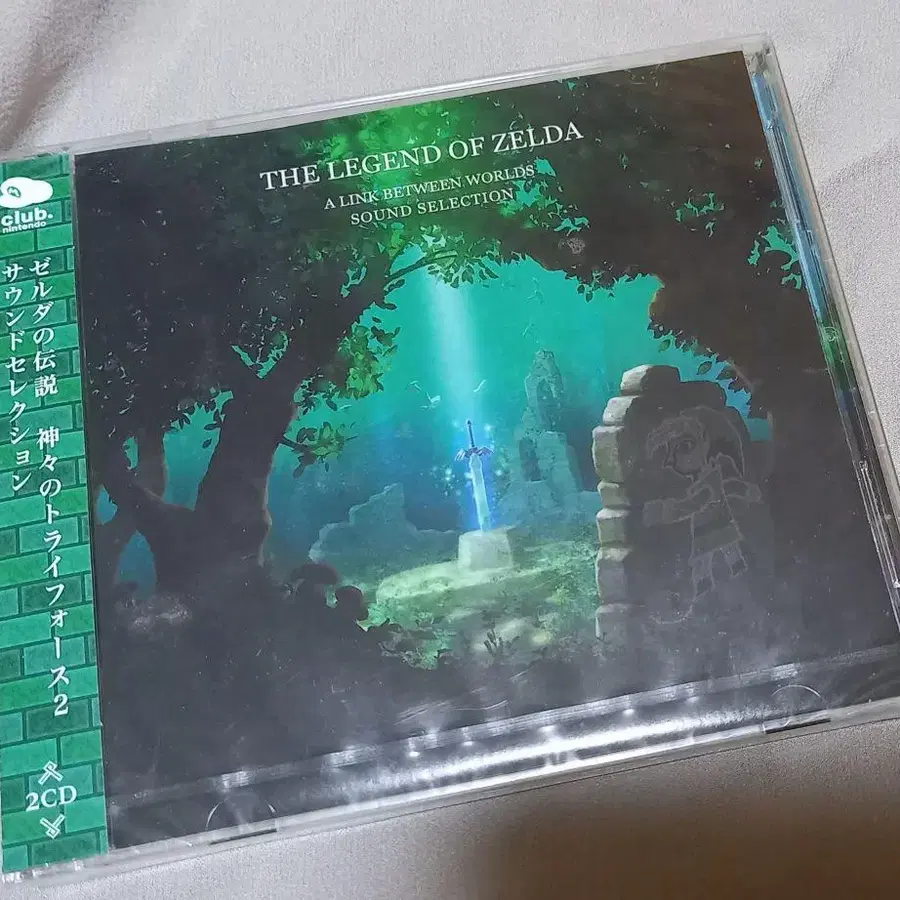 THE LEGEND OF ZELDA
A LINK BETWEEN WORLDS
SOUND SELECTION
club.
nintendo
ゼルダの伝説 神々のトライフォース2
サウンドセレクション
2CD